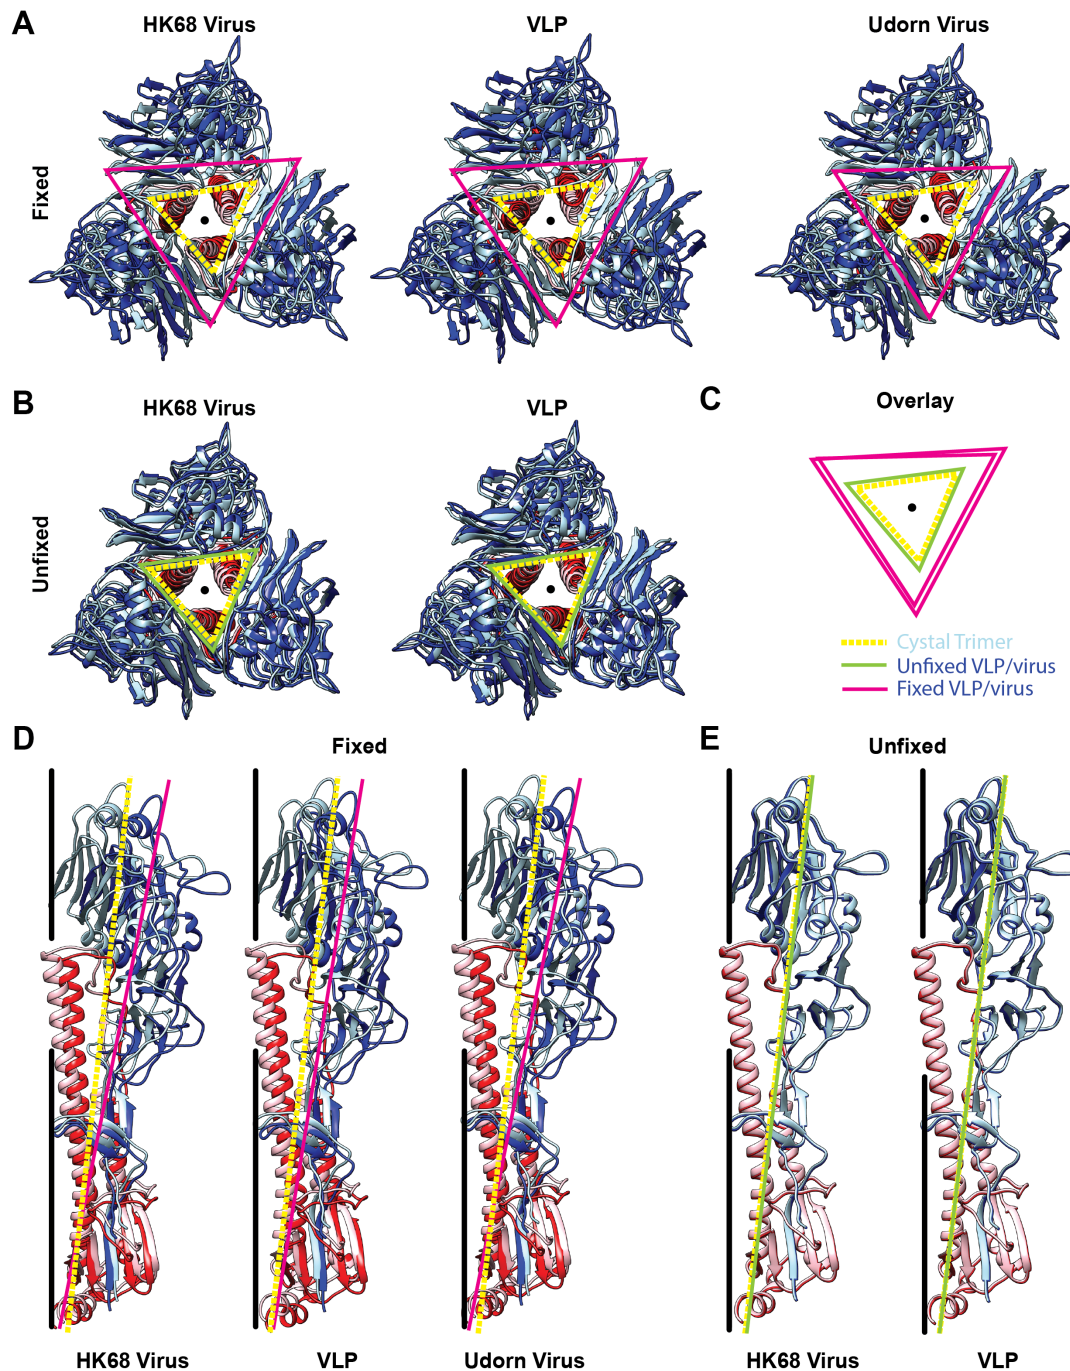 A
HK68 Virus
VLP
Udorn Virus
Fixed
B
HK68 Virus
VLP
C
Overlay
Unfixed
Cystal Trimer
Unfixed VLP/virus
Fixed VLP/virus
D
Fixed
E
Unfixed
HK68 Virus
VLP
Udorn Virus
HK68 Virus
VLP